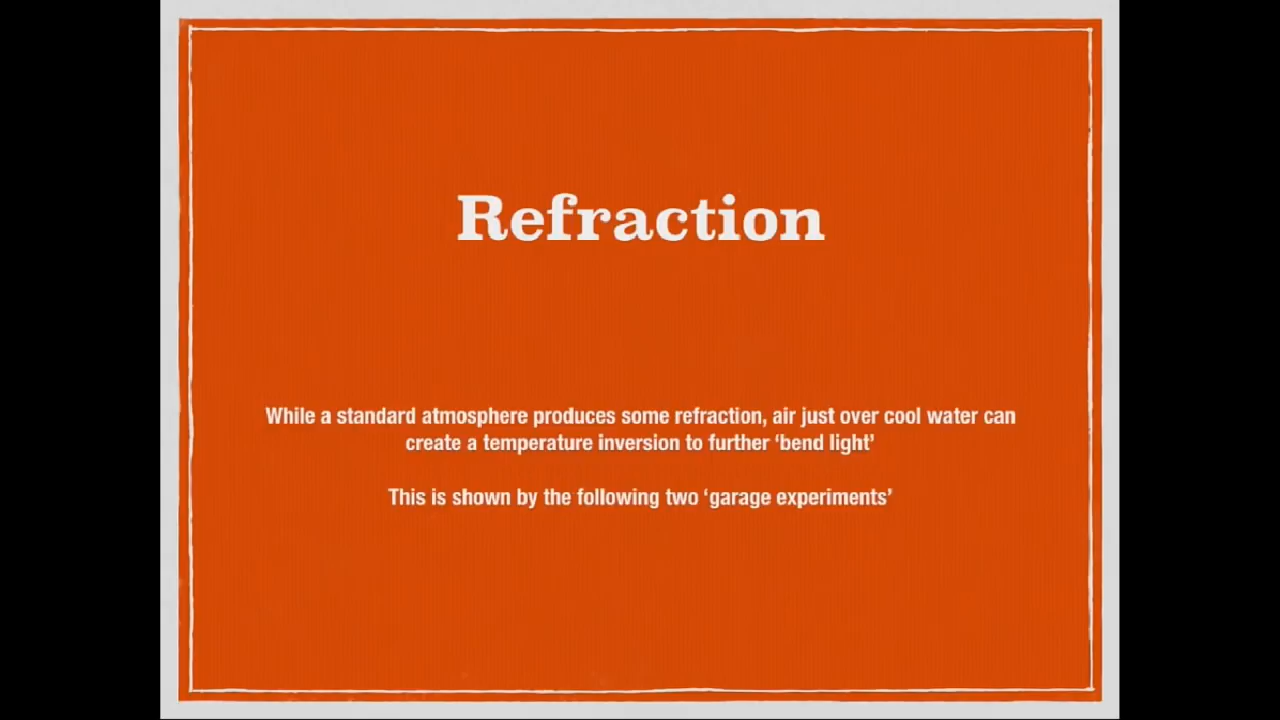 Refraction
While a standard atmosphere produces some refraction, air just over cool water can
create a temperature inversion to further ‘bend light’
This is shown by the following two ‘garage experiments’